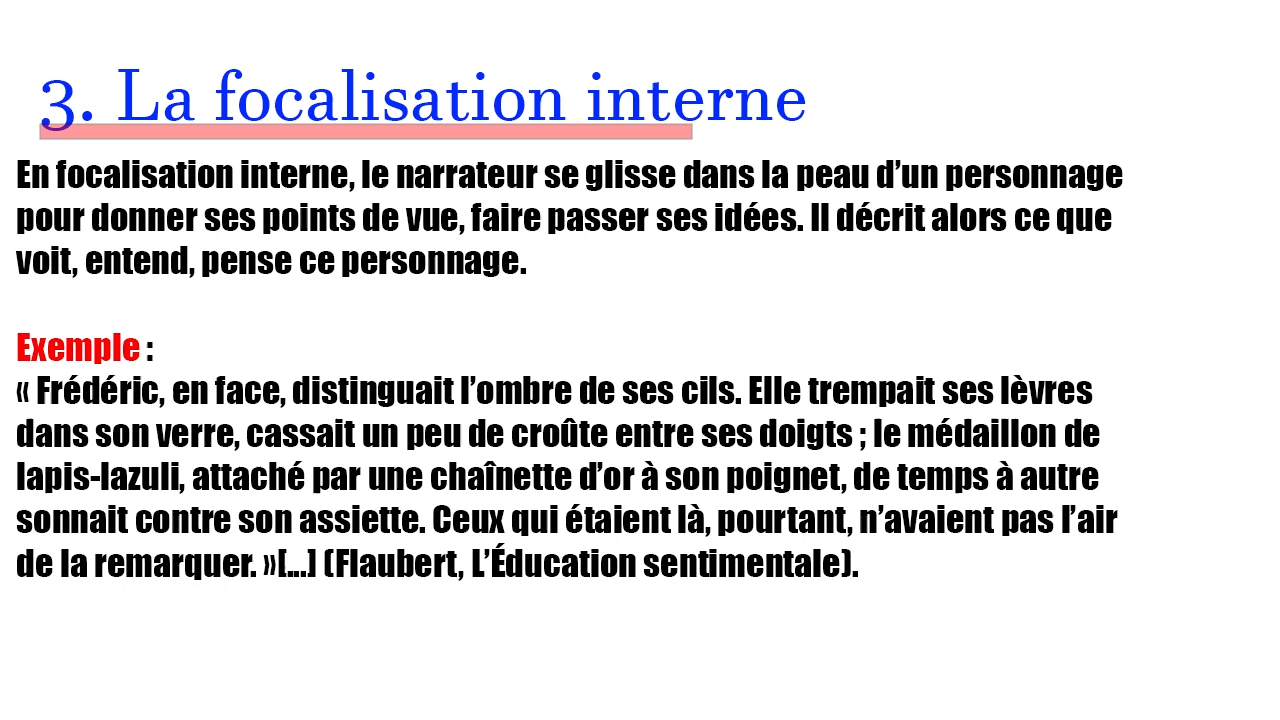 3. La focalisation interne
En focalisation interne, le narrateur se glisse dans la peau d’un personnage
pour donner ses points de vue, faire passer ses idées. Il décrit alors ce que
voit, entend, pense ce personnage.
Exemple :
« Frédéric, en face, distinguait l’ombre de ses cils. Elle trempait ses lèvres
dans son verre, cassait un peu de croûte entre ses doigts ; le médaillon de
lapis-lazuli, attaché par une chaînette d’or à son poignet, de temps à autre
sonnait contre son assiette. Ceux qui étaient là, pourtant, n’avaient pas l’air
de la remarquer. »[...] (Flaubert, L’Éducation sentimentale).